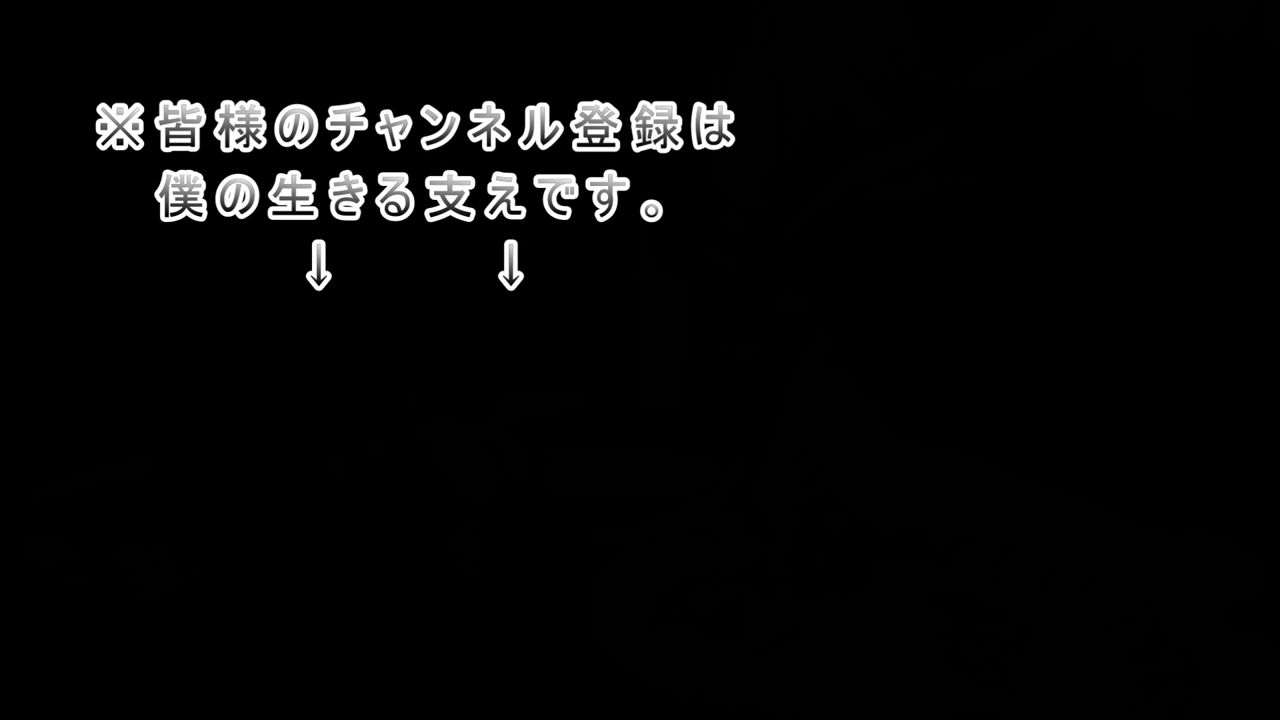 ※皆様のチャンネル登録は
僕の生きる支えです。
↓ ↓